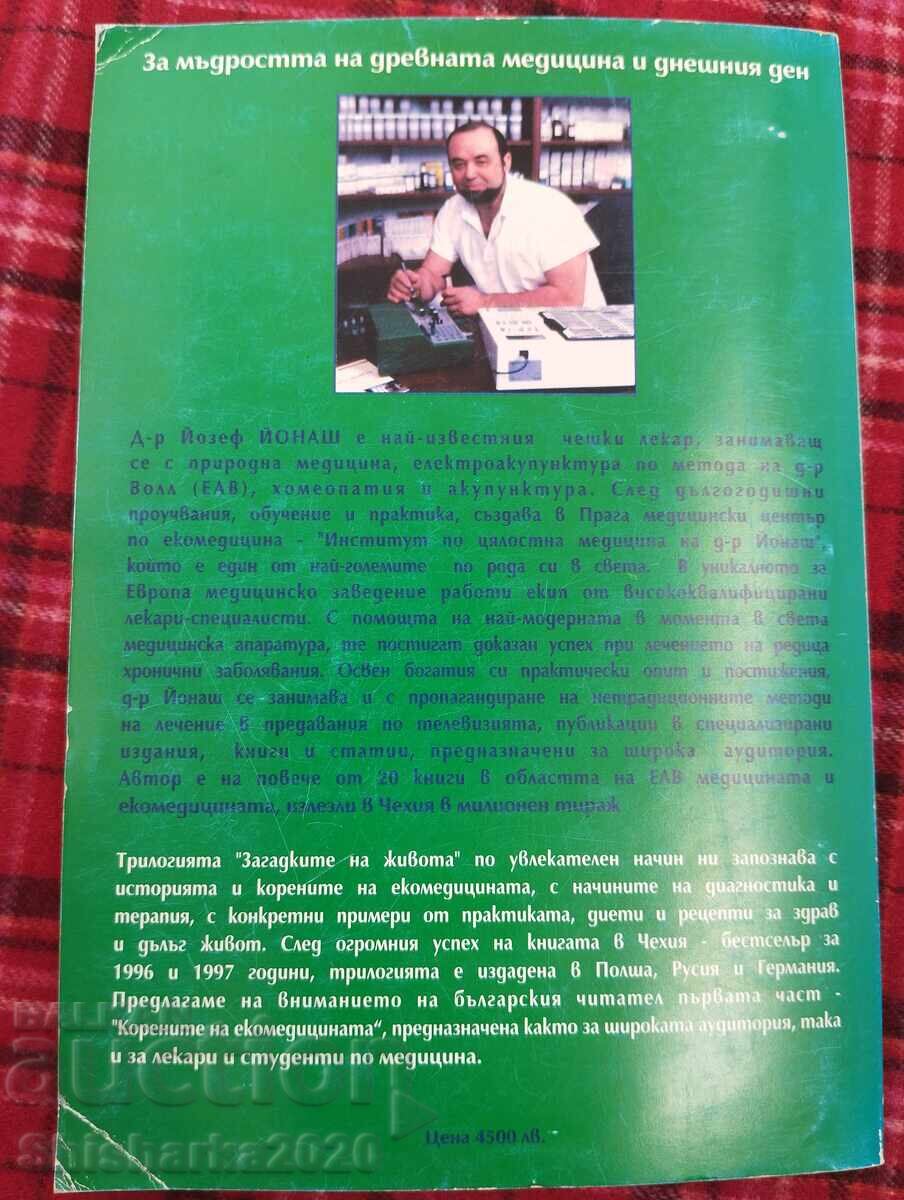 За мъдростта на древната медицина и днешния ден
Д-р Йозеф ЙОНАШ е най-известния чешки лекар, занимаващ
се с природна медицина, електроакупунктура по метода на д-р
Волл (ЕАВ), хомеопатия и акупунктура. След дългогодишни
проучвания, обучение и практика, създава в Прага медицински център
по екомедицина - "Институт по цялостна медицина на д-р Йонаш",
който е един от най-големите по рода си в света. В уникалното за
Европа медицинско заведение работи екип от висококвалифицирани
лекари-специалисти. С помощта на най-модерната в момента в света
медицинска апаратура, те постигат доказан успех при лечението на редица
хронични заболявания. Освен богатия си практически опит и постижения,
д-р Йонаш се занимава и с пропагандиране на нетрадиционните методи
на лечение в предавания по телевизията, публикации в специализирани
издания, книги и статии, предназначени за широка аудитория.
Автор е на повече от 20 книги в областта на ЕАВ медицината и
екомедицината, излезли в Чехия в милионен тираж
Трилогията "Загадките на живота" по увлекателен начин ни запознава с
историята и корените на екомедицината, с начините на диагностика и
терапия, с конкретни примери от практиката, диети и рецепти за здрав
и дълъг живот. След огромния успех на книгата в Чехия - бестселър за
1996 и 1997 години, трилогията е издадена в Полша, Русия и Германия.
Предлагаме на вниманието на българския читател първата част -
"Корените на екомедицината“, предназначена както за широката аудитория, така
и за лекари и студенти по медицина.
auction
Цена 4500 лв.
Shisharka2020